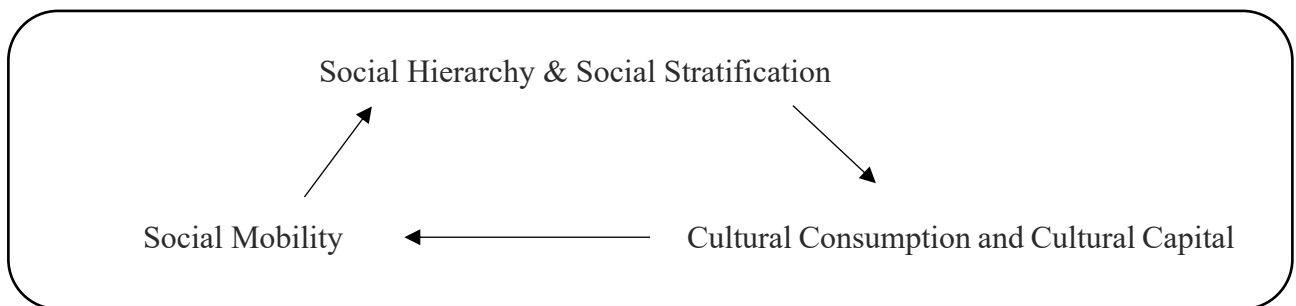 Social Hierarchy & Social Stratification
Social Mobility
Cultural Consumption and Cultural Capital